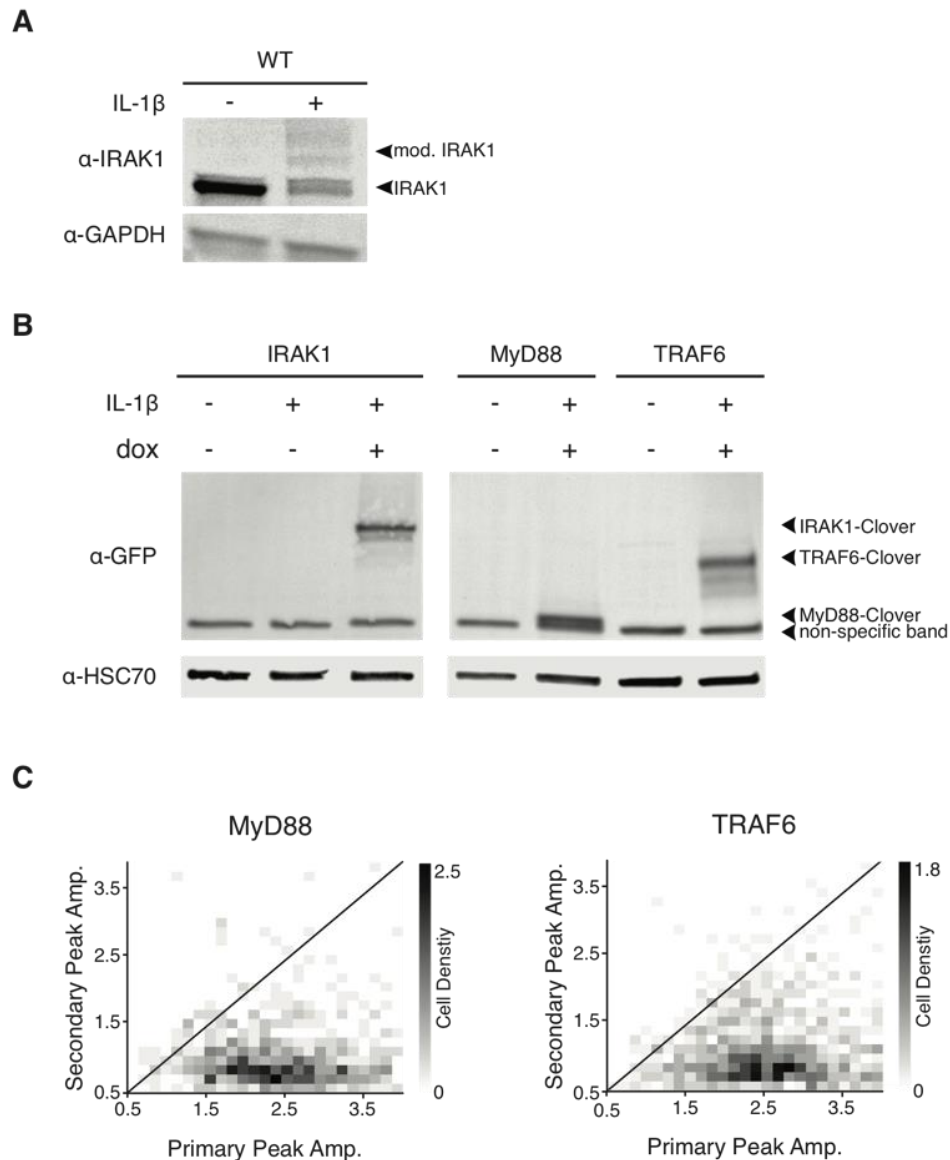 A
WT
IL-1β - +
α-IRAK1
mod. IRAK1
IRAK1
α-GAPDH
B
IRAK1 MyD88 TRAF6
IL-1β - + + - + - +
dox - - + - + - +
α-GFP
IRAK1-Clover
TRAF6-Clover
MyD88-Clover
non-specific band
α-HSC70
C
MyD88
Secondary Peak Amp.
3.5
2.5
1.5
0.5
0.5 1.5 2.5 3.5
Primary Peak Amp.
2.5
Cell Denstiy
0
TRAF6
Secondary Peak Amp.
3.5
2.5
1.5
0.5
0.5 1.5 2.5 3.5
Primary Peak Amp.
1.8
Cell Denstiy
0